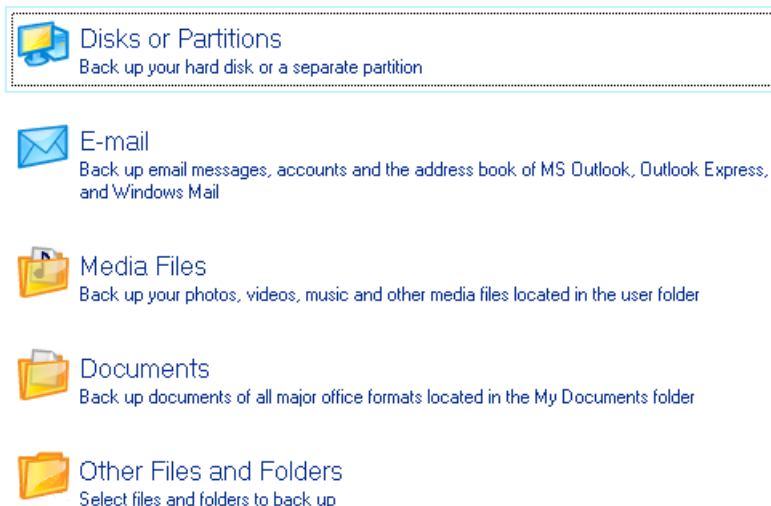 Disks or Partitions
Back up your hard disk or a separate partition
E-mail
Back up email messages, accounts and the address book of MS Outlook, Outlook Express,
and Windows Mail
Media Files
Back up your photos, videos, music and other media files located in the user folder
Documents
Back up documents of all major office formats located in the My Documents folder
Other Files and Folders
Select files and folders to back up